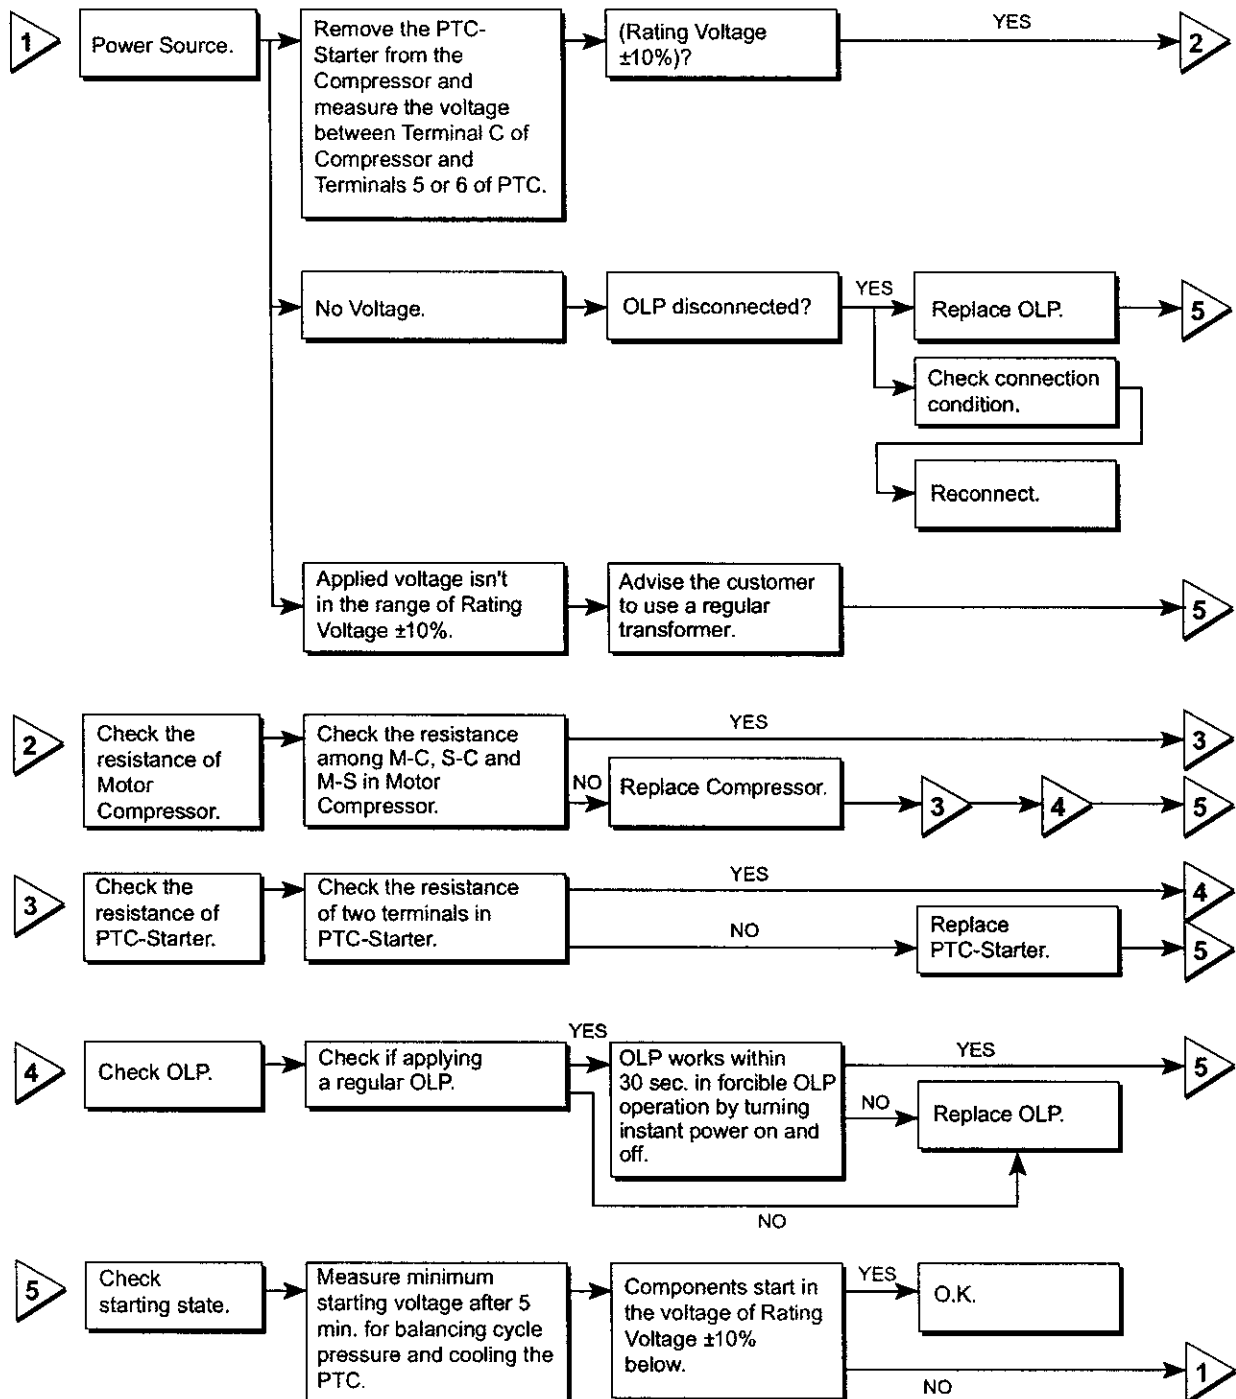 1
Power Source.
Remove the PTC-
Starter from the
Compressor and
measure the voltage
between Terminal C of
Compressor and
Terminals 5 or 6 of PTC.
(Rating Voltage
±10%)?
YES
2
No Voltage.
OLP disconnected?
YES
Replace OLP.
5
Check connection
condition.
Reconnect.
Applied voltage isn't
in the range of Rating
Voltage ±10%.
Advise the customer
to use a regular
transformer.
5
2
Check the
resistance of
Motor
Compressor.
Check the resistance
among M-C, S-C and
M-S in Motor
Compressor.
YES
3
NO
Replace Compressor.
3
4
5
3
Check the
resistance of
PTC-Starter.
Check the resistance
of two terminals in
PTC-Starter.
YES
4
NO
Replace
PTC-Starter.
5
4
Check OLP.
Check if applying
a regular OLP.
YES
OLP works within
30 sec. in forcible OLP
operation by turning
instant power on and
off.
YES
5
NO
Replace OLP.
NO
5
Check
starting state.
Measure minimum
starting voltage after 5
min. for balancing cycle
pressure and cooling the
PTC.
Components start in
the voltage of Rating
Voltage ±10%
below.
YES
O.K.
NO
1